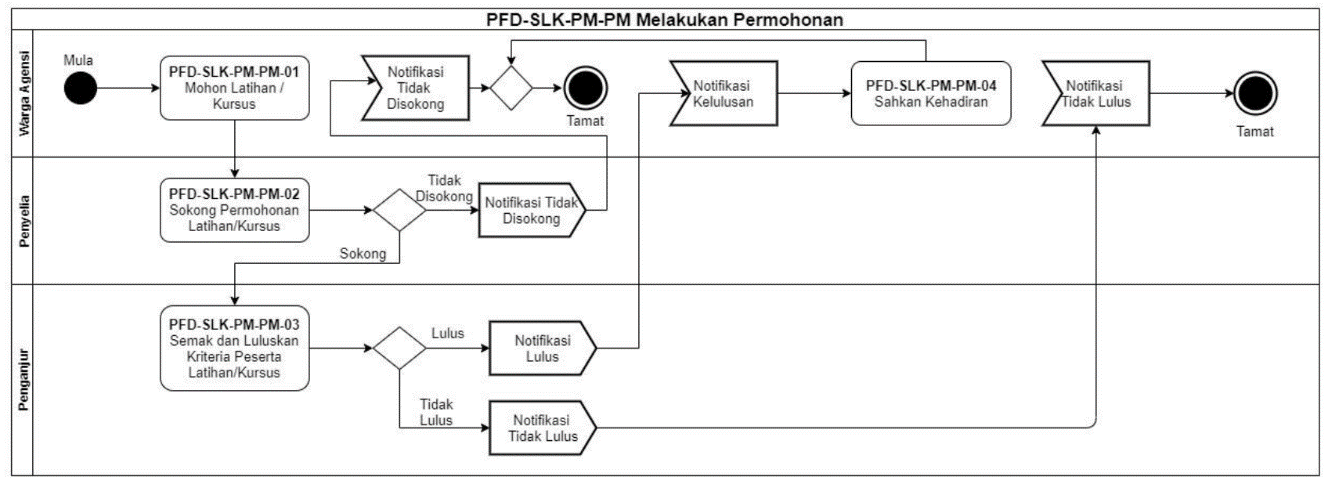 PFD-SLK-PM-PM Melakukan Permohonan
Warga Agensi
Mula
PFD-SLK-PM-PM-01
Mohon Latihan /
Kursus
Notifikasi
Tidak
Disokong
Tamat
Notifikasi
Kelulusan
PFD-SLK-PM-PM-04
Sahkan Kehadiran
Notifikasi
Tidak Lulus
Tamat
Penyelia
PFD-SLK-PM-PM-02
Sokong Permohonan
Latihan/Kursus
Tidak
Disokong
Notifikasi Tidak
Disokong
Sokong
Penganjur
PFD-SLK-PM-PM-03
Semak dan Luluskan
Kriteria Peserta
Latihan/Kursus
Lulus
Notifikasi
Lulus
Tidak
Lulus
Notifikasi
Tidak Lulus